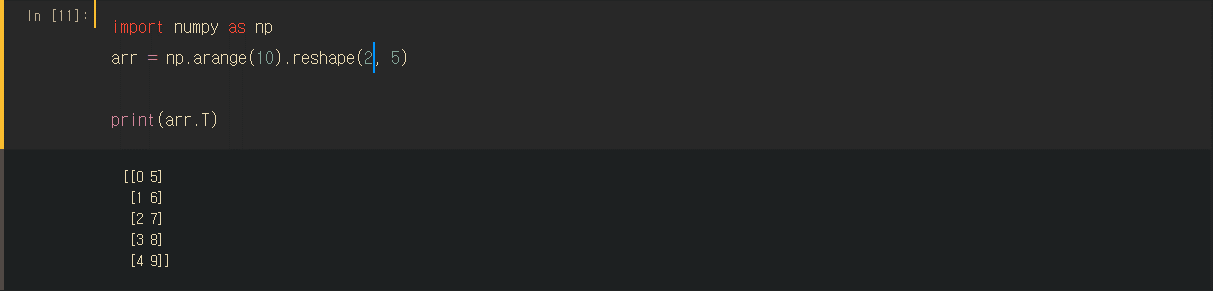 In [11]:
import numpy as np
arr = np.arange(10).reshape(2, 5)
print(arr.T)
[[0 5]
[1 6]
[2 7]
[3 8]
[4 9]]